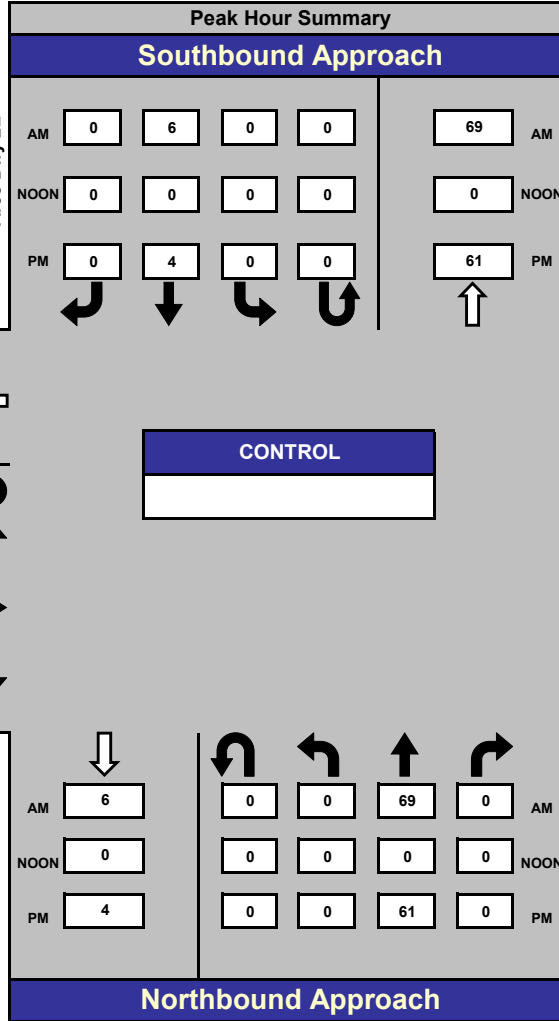 Peak Hour Summary
Southbound Approach
AM 0 6 0 0 69 AM
NOON 0 0 0 0 0 NOON
PM 0 4 0 0 61 PM
CONTROL
AM 6 0 0 69 0 AM
NOON 0 0 0 0 0 NOON
PM 4 0 0 61 0 PM
Northbound Approach